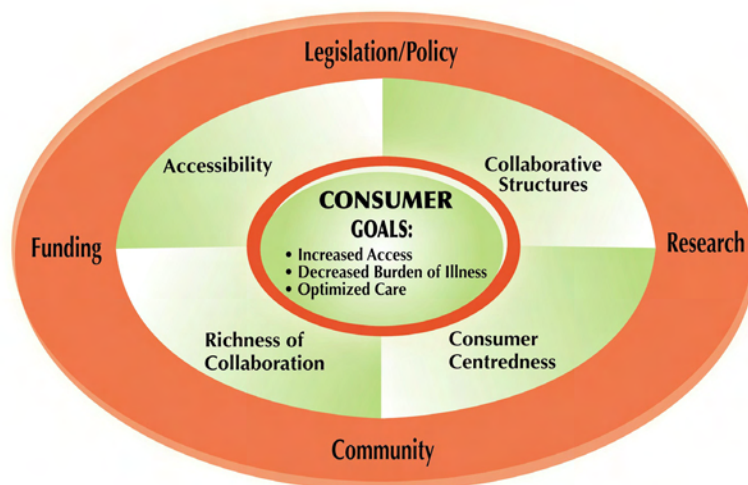 Legislation/Policy
Accessibility
Collaborative
Structures
CONSUMER
GOALS:
• Increased Access
• Decreased Burden of Illness
• Optimized Care
Funding
Research
Richness of
Collaboration
Consumer
Centredness
Community